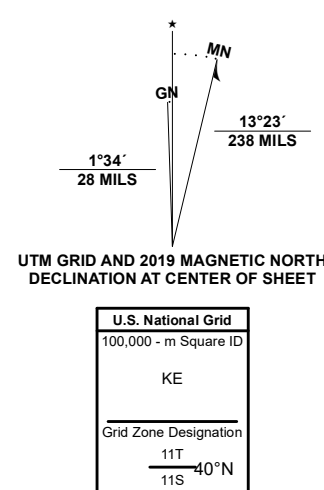 ★
MN
GN
13°23´
238 MILS
1°34´
28 MILS
UTM GRID AND 2019 MAGNETIC NORTH
DECLINATION AT CENTER OF SHEET
U.S. National Grid
100,000 - m Square ID
KE
Grid Zone Designation
11T
40°N
11S